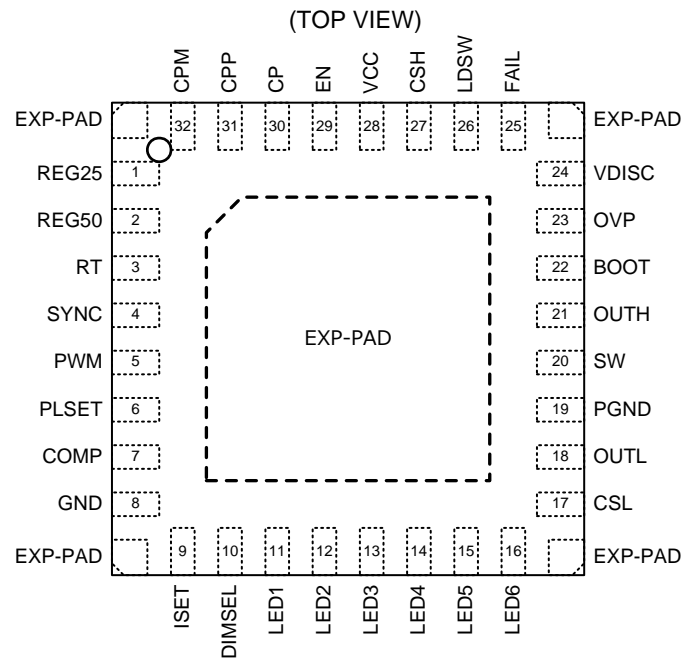 (TOP VIEW)
CPM
CPP
CP
EN
VCC
CSH
LDSW
FAIL
EXP-PAD
32
31
30
29
28
27
26
25
EXP-PAD
REG25
1
24
VDISC
REG50
2
23
OVP
RT
3
22
BOOT
SYNC
4
21
OUTH
EXP-PAD
PWM
5
20
SW
PLSET
6
19
PGND
COMP
7
18
OUTL
GND
8
17
CSL
EXP-PAD
9
10
11
12
13
14
15
16
EXP-PAD
ISET
DIMSEL
LED1
LED2
LED3
LED4
LED5
LED6